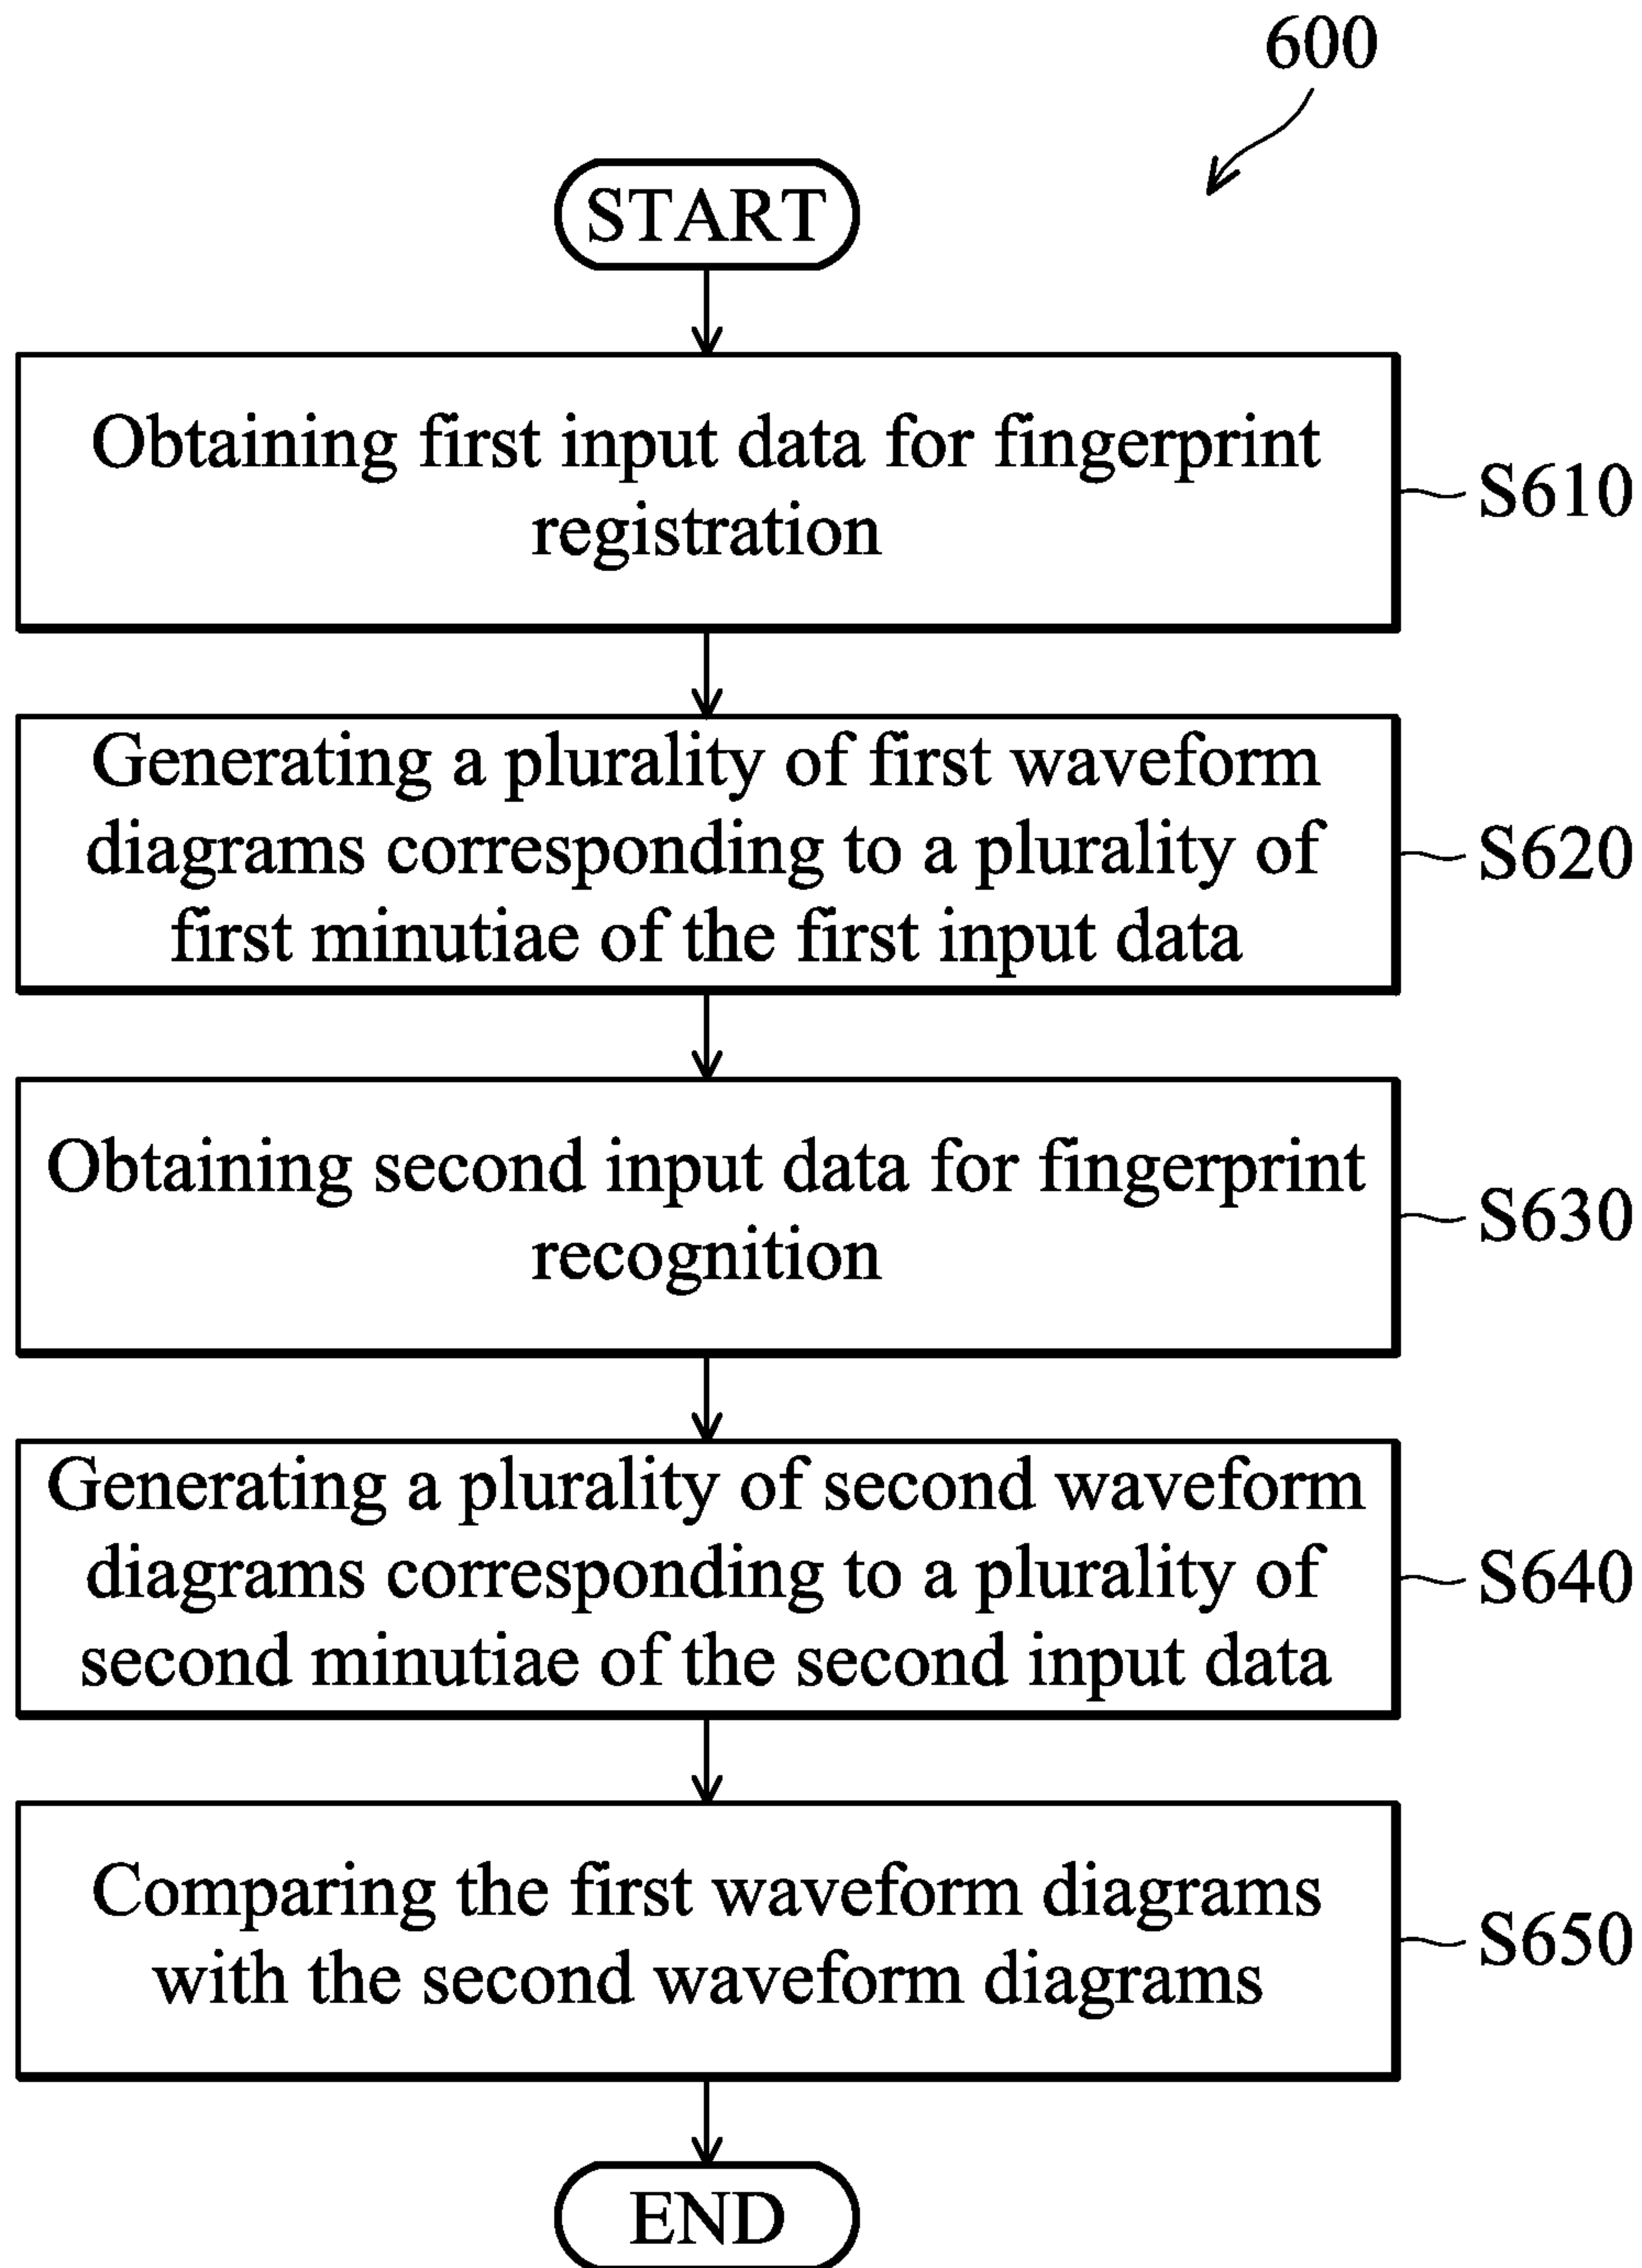 600
START
Obtaining first input data for fingerprint
registration
S610
Generating a plurality of first waveform
diagrams corresponding to a plurality of
first minutiae of the first input data
S620
Obtaining second input data for fingerprint
recognition
S630
Generating a plurality of second waveform
diagrams corresponding to a plurality of
second minutiae of the second input data
S640
Comparing the first waveform diagrams
with the second waveform diagrams
S650
END